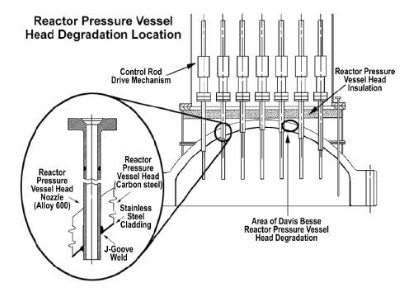 Reactor Pressure Vessel
Head Degradation Location
Control Rod
Drive Mechanism
Reactor Pressure
Vessel Head
Insulation
Reactor
Pressure
Vessel Head
Nozzle
(Alloy 600)
Reactor
Pressure
Vessel Head
(Carbon steel)
Stainless
Steel
Cladding
J-Goove
Weld
Area of Davis Besse
Reactor Pressure Vessel
Head Degradation